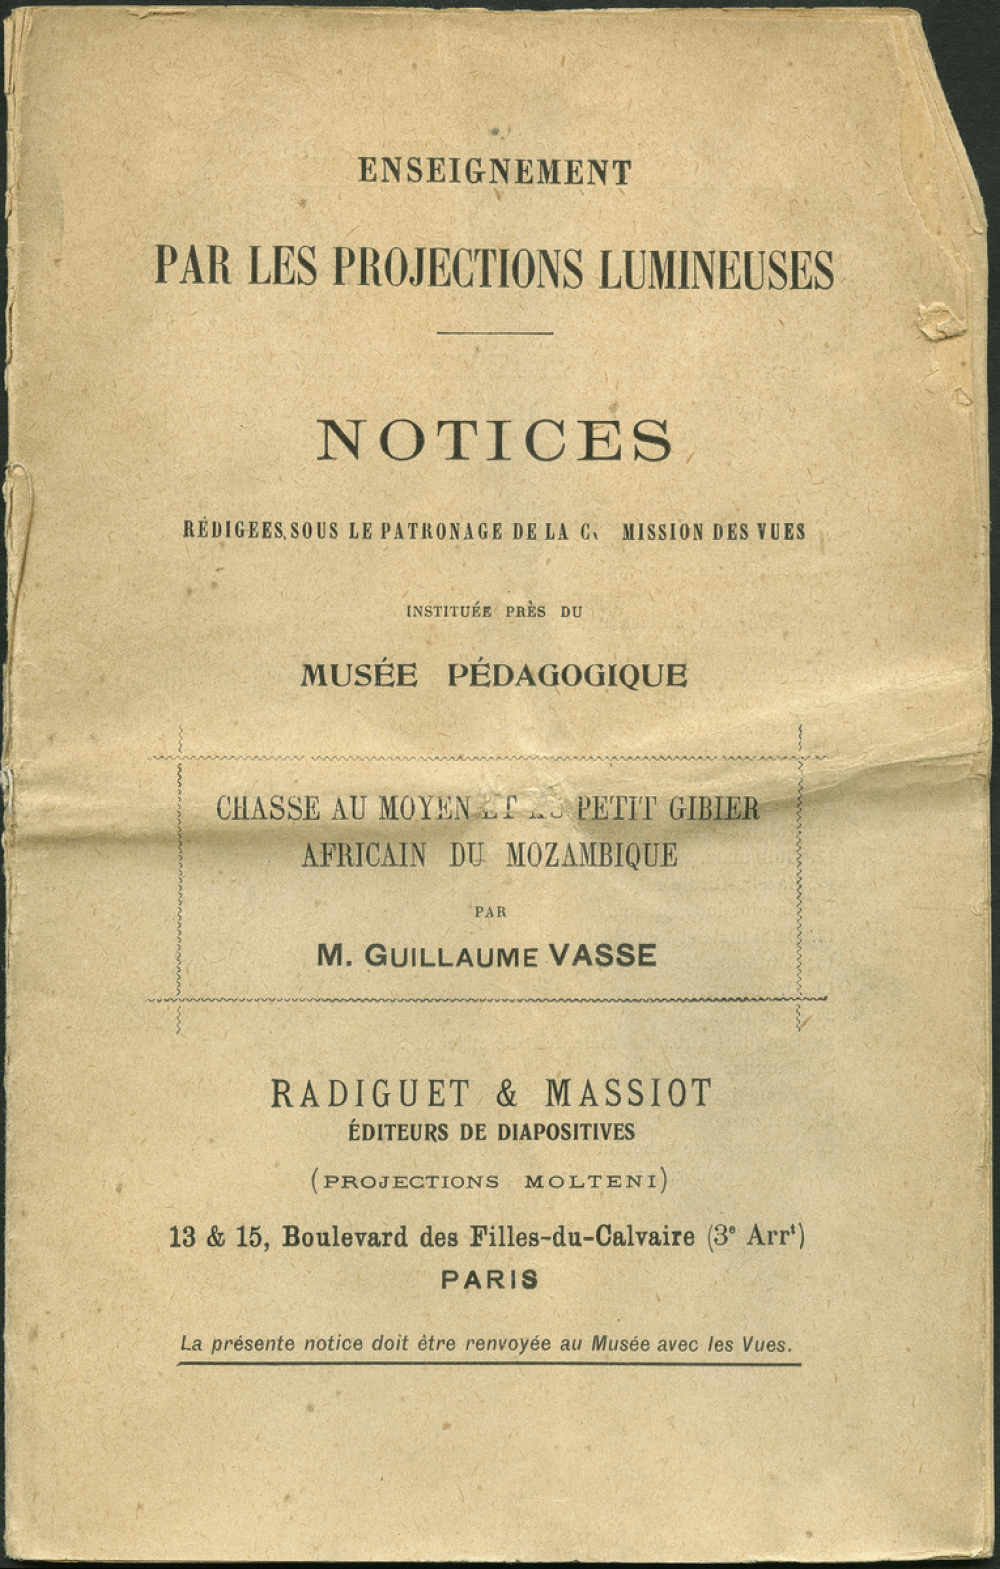 ENSEIGNEMENT
PAR LES PROJECTIONS LUMINEUSES
NOTICES
RÉDIGEES SOUS LE PATRONAGE DE LA C MISSION DES VUES
INSTITUÉE PRÈS DU
MUSÉE PÉDAGOGIQUE
CHASSE AU MOYEN ET PETIT GIBIER
AFRICAIN DU MOZAMBIQUE
PAR
M. GUILLAUME VASSE
RADIGUET & MASSIOT
ÉDITEURS DE DIAPOSITIVES
(PROJECTIONS MOLTENI)
13 & 15, Boulevard des Filles-du-Calvaire (3e Arrt)
PARIS
La présente notice doit être renvoyée au Musée avec les Vues.